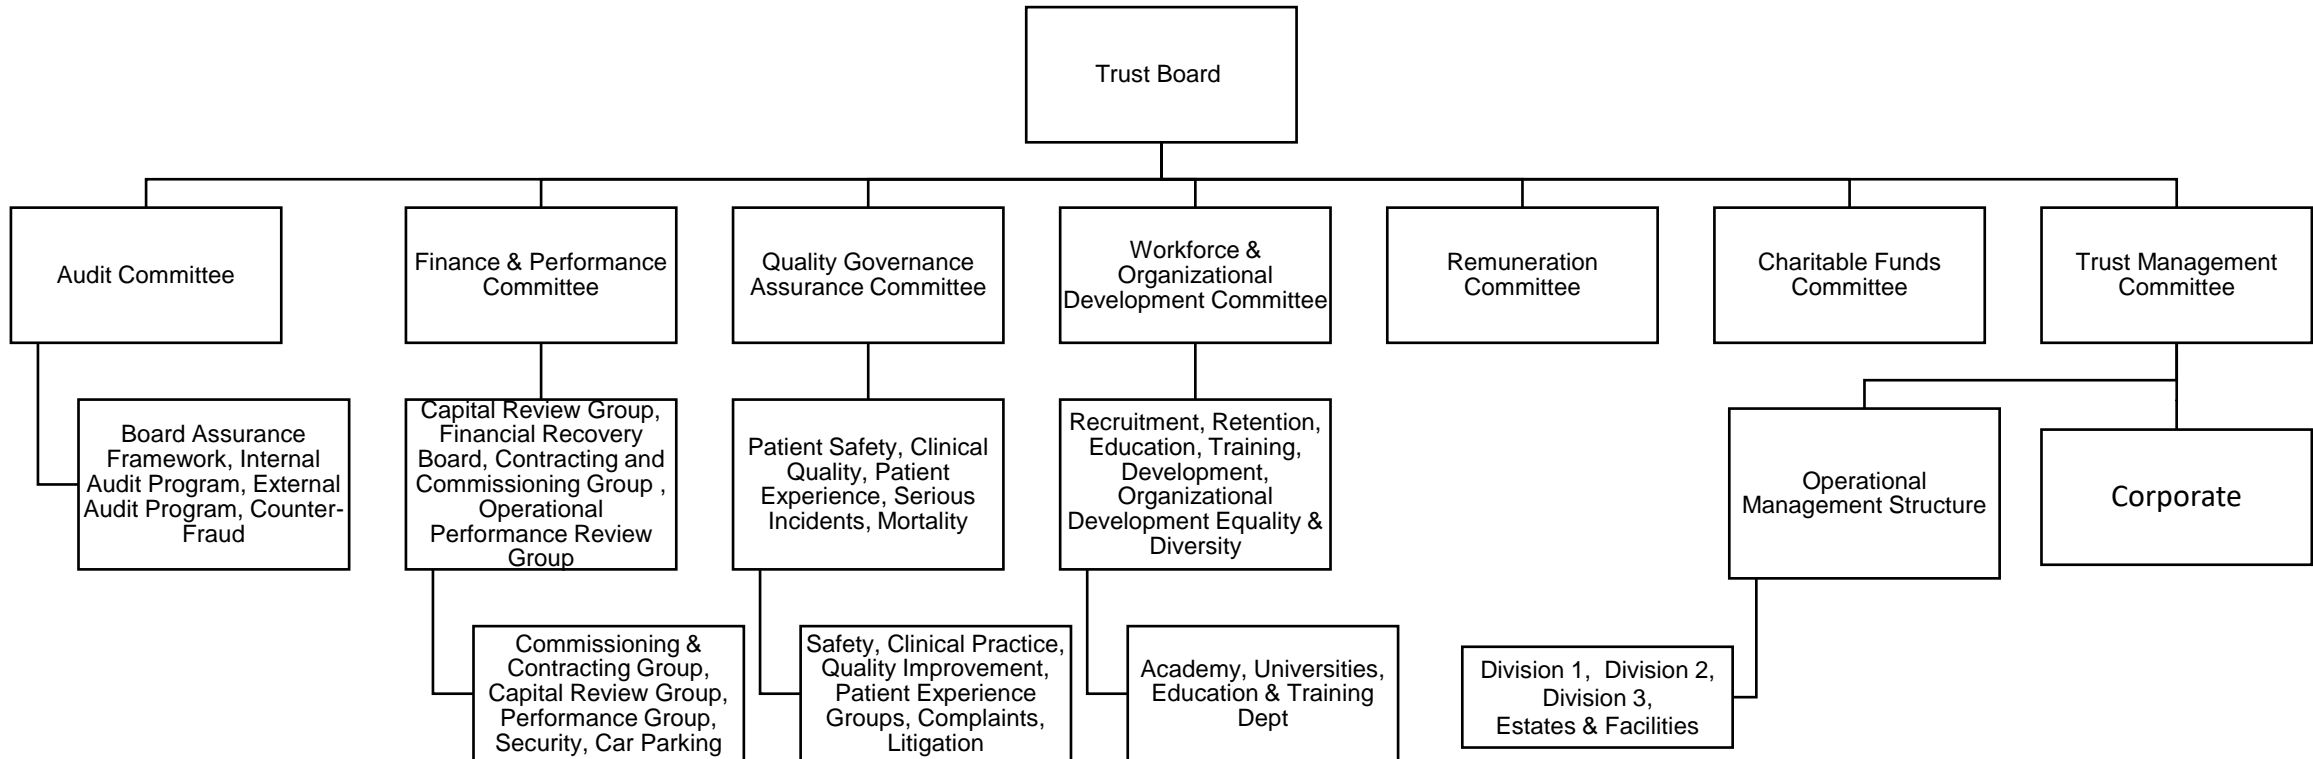 Trust Board
Audit Committee
Finance & Performance
Committee
Quality Governance
Assurance Committee
Workforce &
Organizational
Development Committee
Remuneration
Committee
Charitable Funds
Committee
Trust Management
Committee
Board Assurance
Framework, Internal
Audit Program, External
Audit Program, Counter-
Fraud
Capital Review Group,
Financial Recovery
Board, Contracting and
Commissioning Group ,
Operational
Performance Review
Group
Patient Safety, Clinical
Quality, Patient
Experience, Serious
Incidents, Mortality
Recruitment, Retention,
Education, Training,
Development,
Organizational
Development Equality &
Diversity
Operational
Management Structure
Corporate
Commissioning &
Contracting Group,
Capital Review Group,
Performance Group,
Security, Car Parking
Safety, Clinical Practice,
Quality Improvement,
Patient Experience
Groups, Complaints,
Litigation
Academy, Universities,
Education & Training
Dept
Division 1,  Division 2,
Division 3,
Estates & Facilities